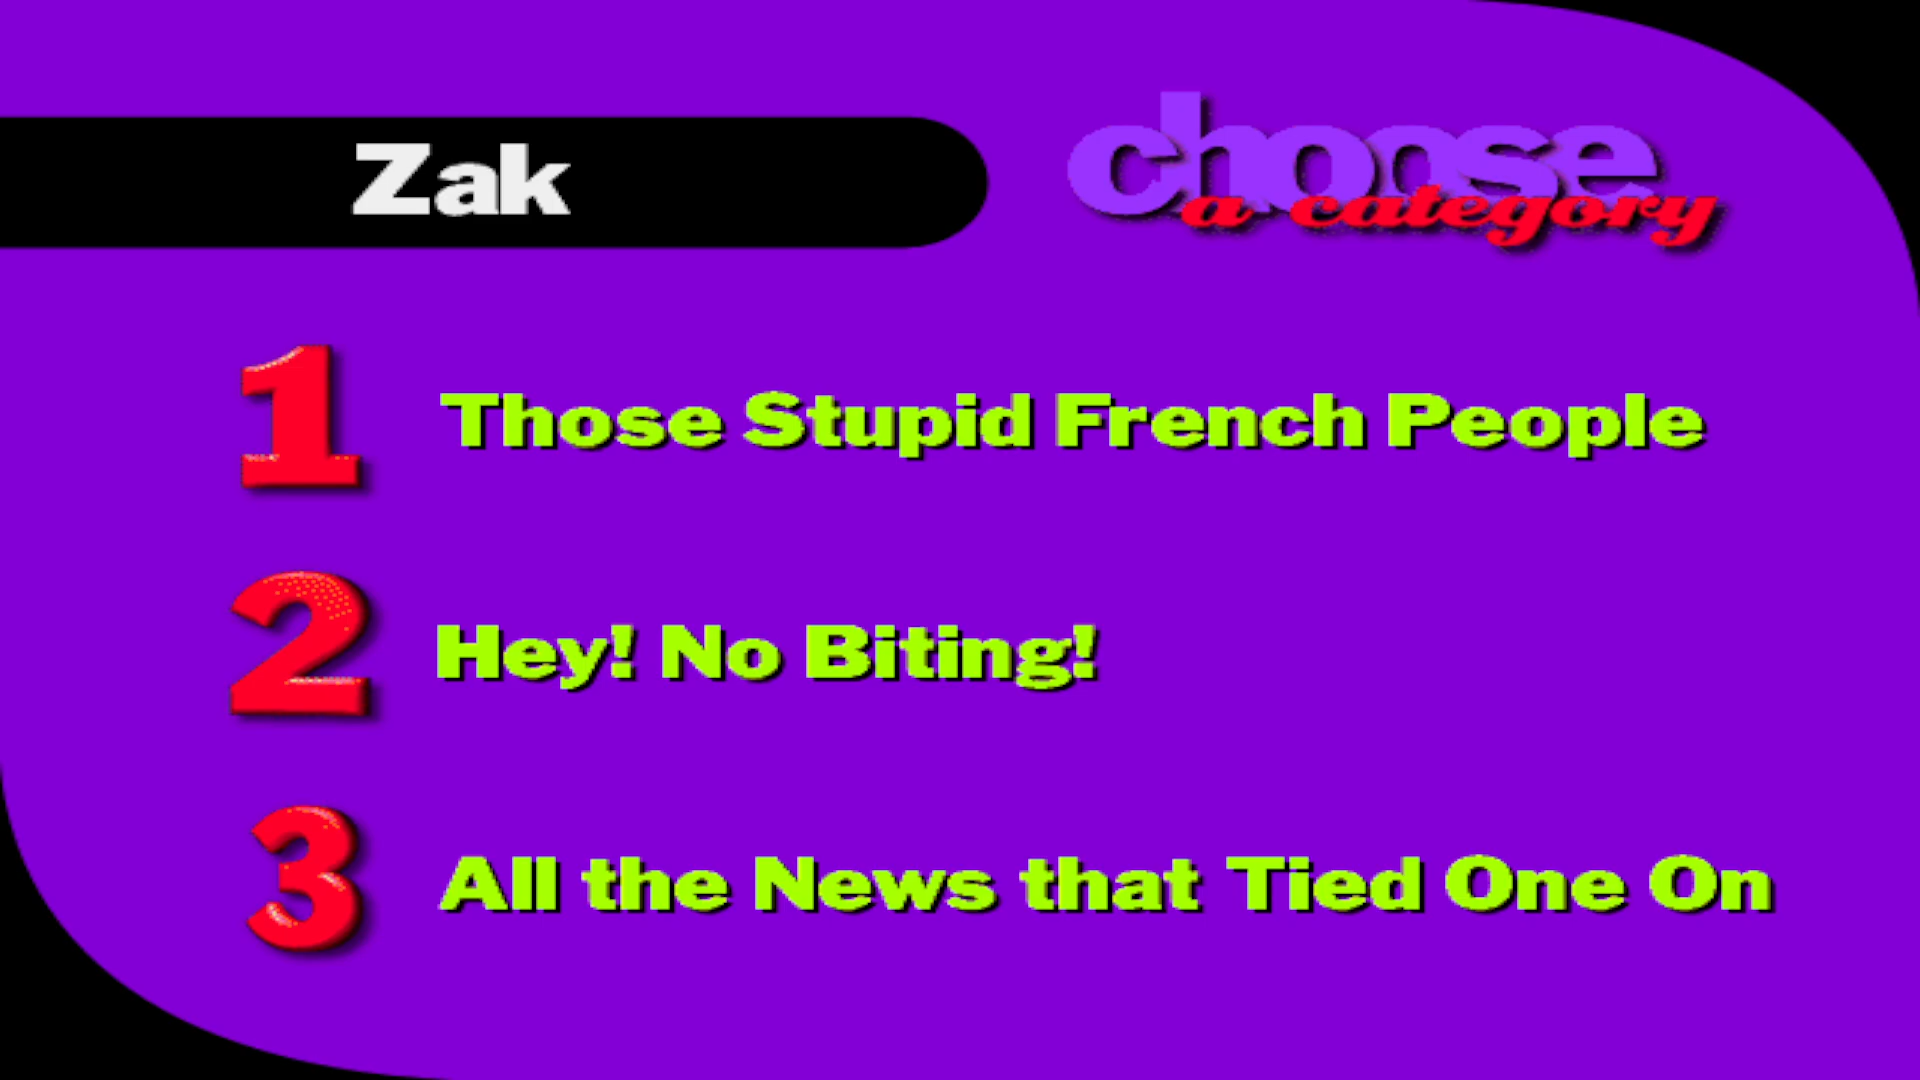 Zak
choose
a category
1 Those Stupid French People
2 Hey! No Biting!
3 All the News that Tied One On